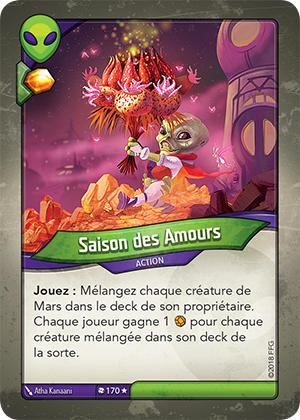 Saison des Amours
ACTION
Jouez : Mélangez chaque créature de
Mars dans le deck de son propriétaire.
Chaque joueur gagne 1 pour chaque
créature mélangée dans son deck de
la sorte.
©2018 FFG
Atha Kanaani
170